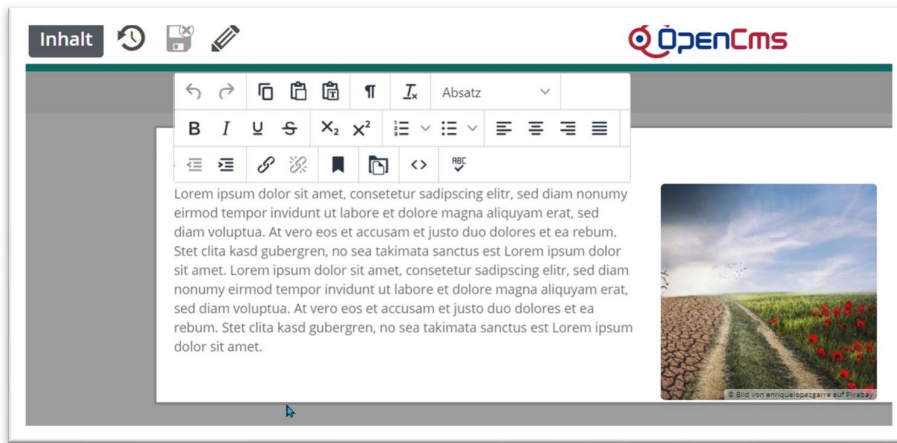 Inhalt
OpenCms
Absatz
B I U S X₂ X²
ABC
Lorem ipsum dolor sit amet, consetetur sadipscing elitr, sed diam nonumy
eirmod tempor invidunt ut labore et dolore magna aliquyam erat, sed
diam voluptua. At vero eos et accusam et justo duo dolores et ea rebum.
Stet clita kasd gubergren, no sea takimata sanctus est Lorem ipsum dolor
sit amet. Lorem ipsum dolor sit amet, consetetur sadipscing elitr, sed diam
nonumy eirmod tempor invidunt ut labore et dolore magna aliquyam erat,
sed diam voluptua. At vero eos et accusam et justo duo dolores et ea
rebum. Stet clita kasd gubergren, no sea takimata sanctus est Lorem ipsum
dolor sit amet.
© Bild von enriquelopezgarre auf Pixabay